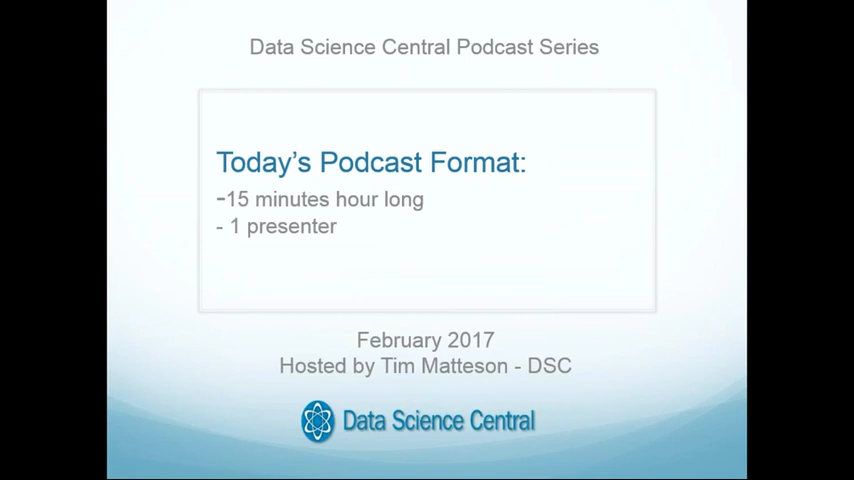 Data Science Central Podcast Series
Today's Podcast Format:
-15 minutes hour long
- 1 presenter
February 2017
Hosted by Tim Matteson - DSC
Data Science Central